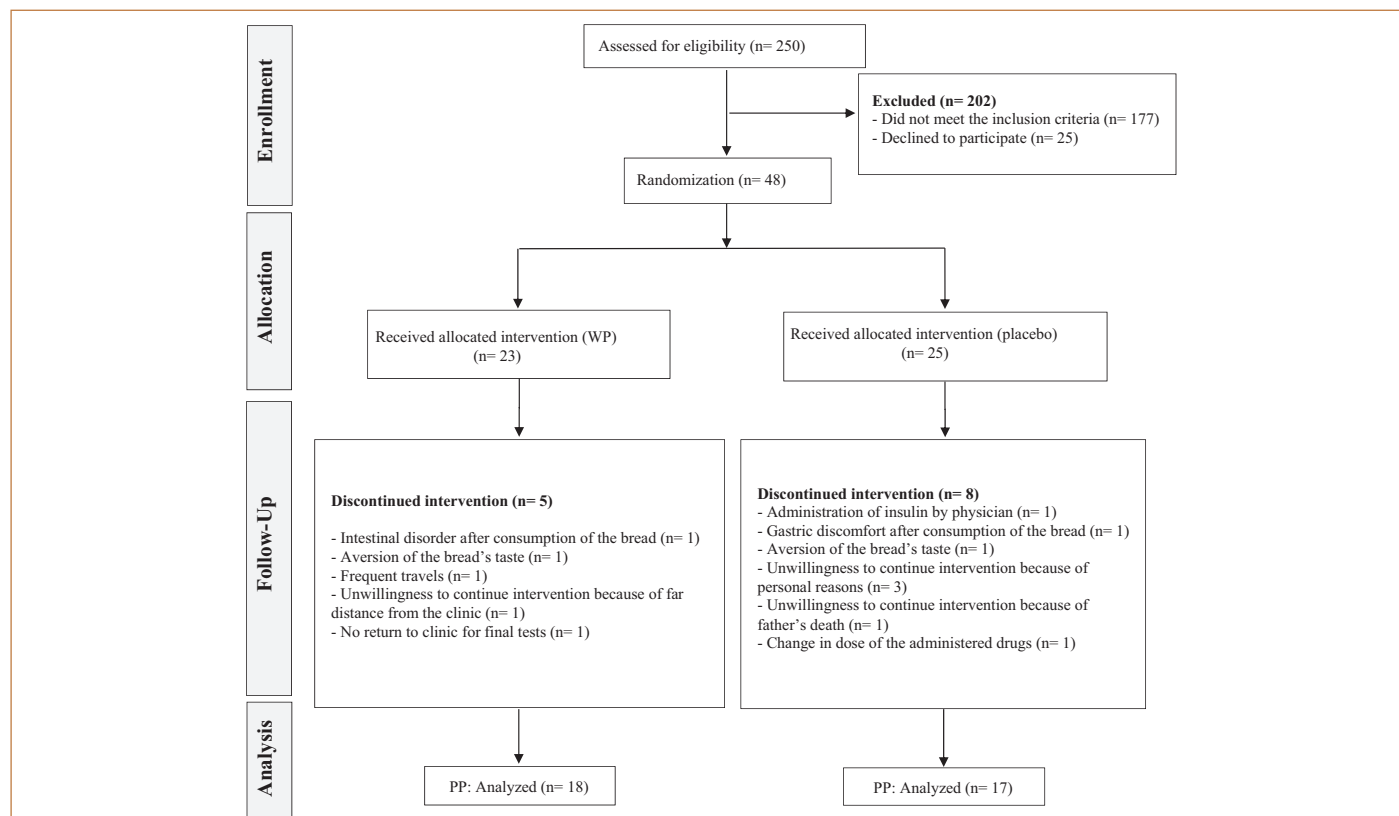 Enrollment
Assessed for eligibility (n= 250)
Excluded (n= 202)
- Did not meet the inclusion criteria (n= 177)
- Declined to participate (n= 25)
Randomization (n= 48)
Allocation
Received allocated intervention (WP)
(n= 23)
Received allocated intervention (placebo)
(n= 25)
Follow-Up
Discontinued intervention (n= 5)
- Intestinal disorder after consumption of the bread (n= 1)
- Aversion of the bread’s taste (n= 1)
- Frequent travels (n= 1)
- Unwillingness to continue intervention because of far
distance from the clinic (n= 1)
- No return to clinic for final tests (n= 1)
Discontinued intervention (n= 8)
- Administration of insulin by physician (n= 1)
- Gastric discomfort after consumption of the bread (n= 1)
- Aversion of the bread’s taste (n= 1)
- Unwillingness to continue intervention because of
personal reasons (n= 3)
- Unwillingness to continue intervention because of
father’s death (n= 1)
- Change in dose of the administered drugs (n= 1)
Analysis
PP: Analyzed (n= 18)
PP: Analyzed (n= 17)